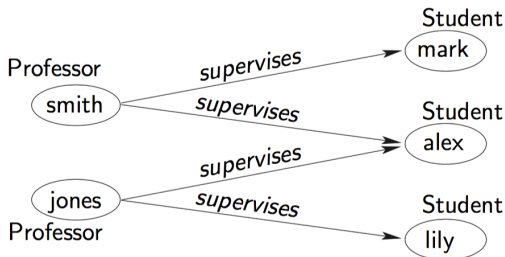 Student
mark
Professor
supervises
smith
supervises
Student
alex
supervises
jones
supervises
Professor
Student
lily